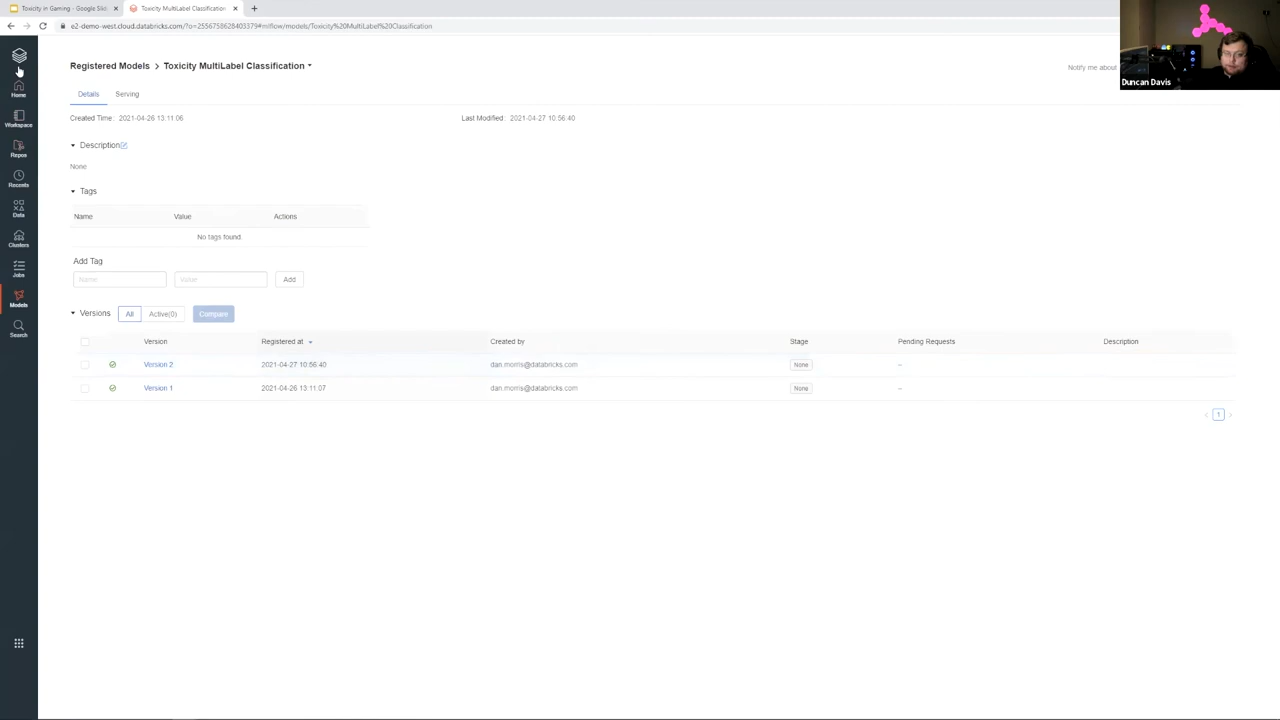 Toxicity in Gaming - Google Slid
Toxicity MultiLabel Classification
e2-demo-west.cloud.databricks.com/?o=2556758628403379#mlflow/models/Toxicity%20MultiLabel%20Classification
Registered Models > Toxicity MultiLabel Classification
Notify me about
Duncan Davis
Home
Workspace
Repos
Recents
Data
Clusters
Jobs
Models
Search
Details Serving
Created Time: 2021-04-26 13:11:06 Last Modified: 2021-04-27 10:56:40
Description
None
Tags
Name Value Actions
No tags found.
Add Tag
Name Value Add
Versions All Active(0) Compare
Version Registered at Created by Stage Pending Requests Description
Version 2 2021-04-27 10:56:40 dan.morris@databricks.com None –
Version 1 2021-04-26 13:11:07 dan.morris@databricks.com None –
1